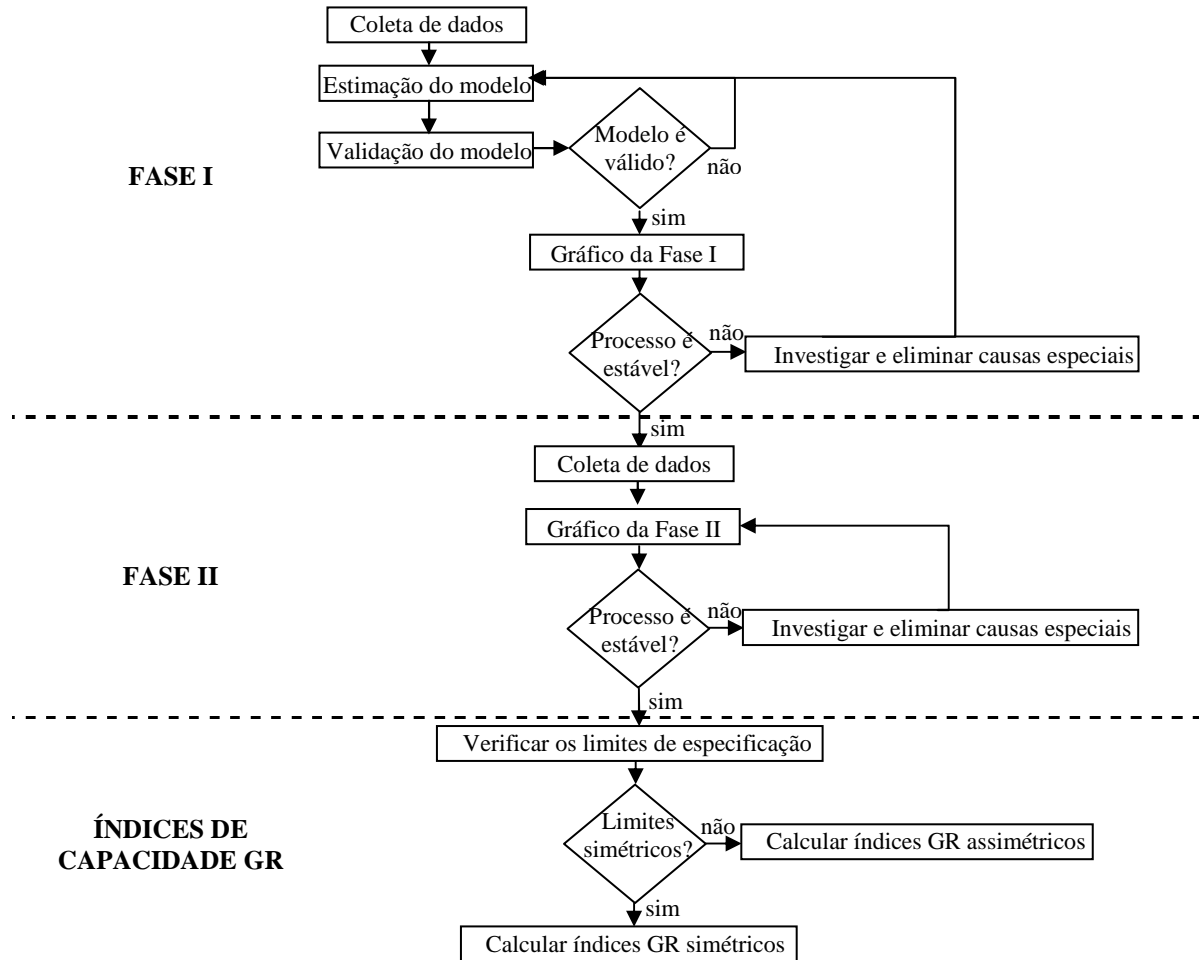 Coleta de dados
Estimação do modelo
Validação do modelo
Modelo é
válido?
não
FASE I
sim
Gráfico da Fase I
Processo é
estável?
não
Investigar e eliminar causas especiais
sim
Coleta de dados
Gráfico da Fase II
FASE II
Processo é
estável?
não
Investigar e eliminar causas especiais
sim
Verificar os limites de especificação
ÍNDICES DE
CAPACIDADE GR
Limites
simétricos?
não
Calcular índices GR assimétricos
sim
Calcular índices GR simétricos